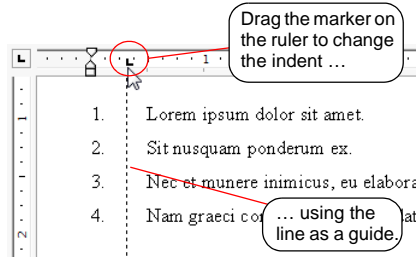 Drag the marker on
the ruler to change
the indent …
1
1. Lorem ipsum dolor sit amet.
2. Sit nusquam ponderum ex.
3. Nec et munere inimicus, eu elabora
4. Nam graeci con
… using the
line as a guide.
1
2